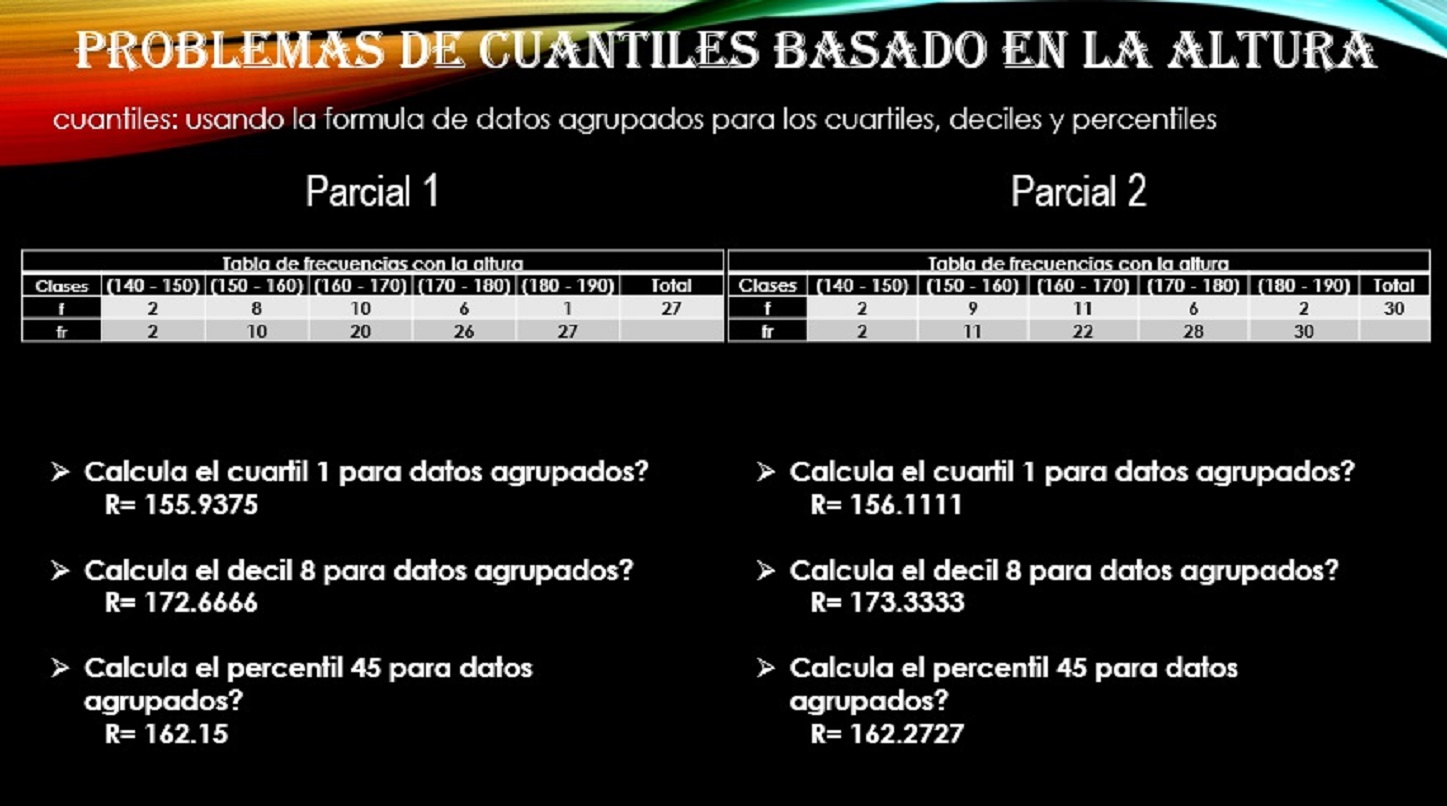 PROBLEMAS DE CUANTILES BASADO EN LA ALTURA
cuantiles: usando la formula de datos agrupados para los cuartiles, deciles y percentiles
Parcial 1
Tabla de frecuencias con la altura
Clases (140 - 150) (150 - 160) (160 - 170) (170 - 180) (180 - 190) Total
f 2 8 10 6 1 27
fr 2 10 20 26 27
➢ Calcula el cuartil 1 para datos agrupados?
R= 155.9375
➢ Calcula el decil 8 para datos agrupados?
R= 172.6666
➢ Calcula el percentil 45 para datos
agrupados?
R= 162.15
Parcial 2
Tabla de frecuencias con la altura
Clases (140 - 150) (150 - 160) (160 - 170) (170 - 180) (180 - 190) Total
f 2 9 11 6 2 30
fr 2 11 22 28 30
➢ Calcula el cuartil 1 para datos agrupados?
R= 156.1111
➢ Calcula el decil 8 para datos agrupados?
R= 173.3333
➢ Calcula el percentil 45 para datos
agrupados?
R= 162.2727